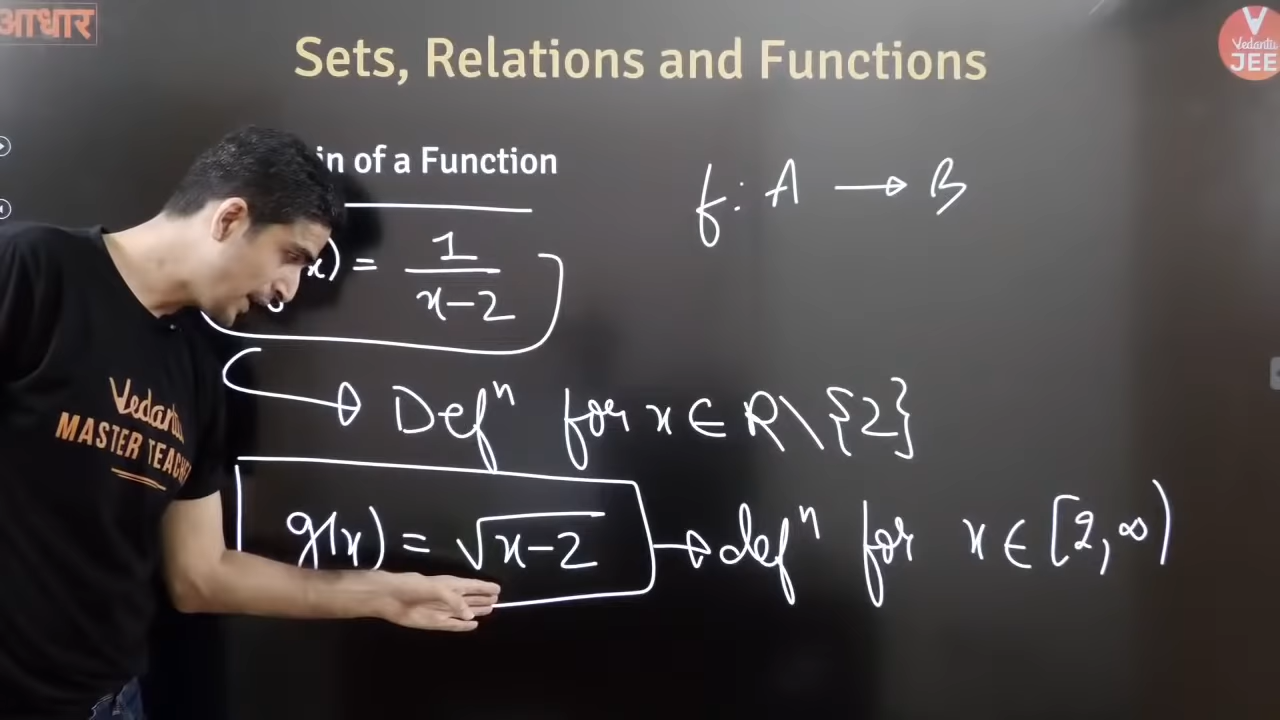 आधार
Vedantu
JEE
Sets, Relations and Functions
in of a Function
f: A → B
x) = 1/(x-2)
→ Defⁿ for x ∈ R\{2}
g(x) = √(x-2) → defⁿ for x ∈ [2, ∞)
Vedantu
MASTER TEACHE